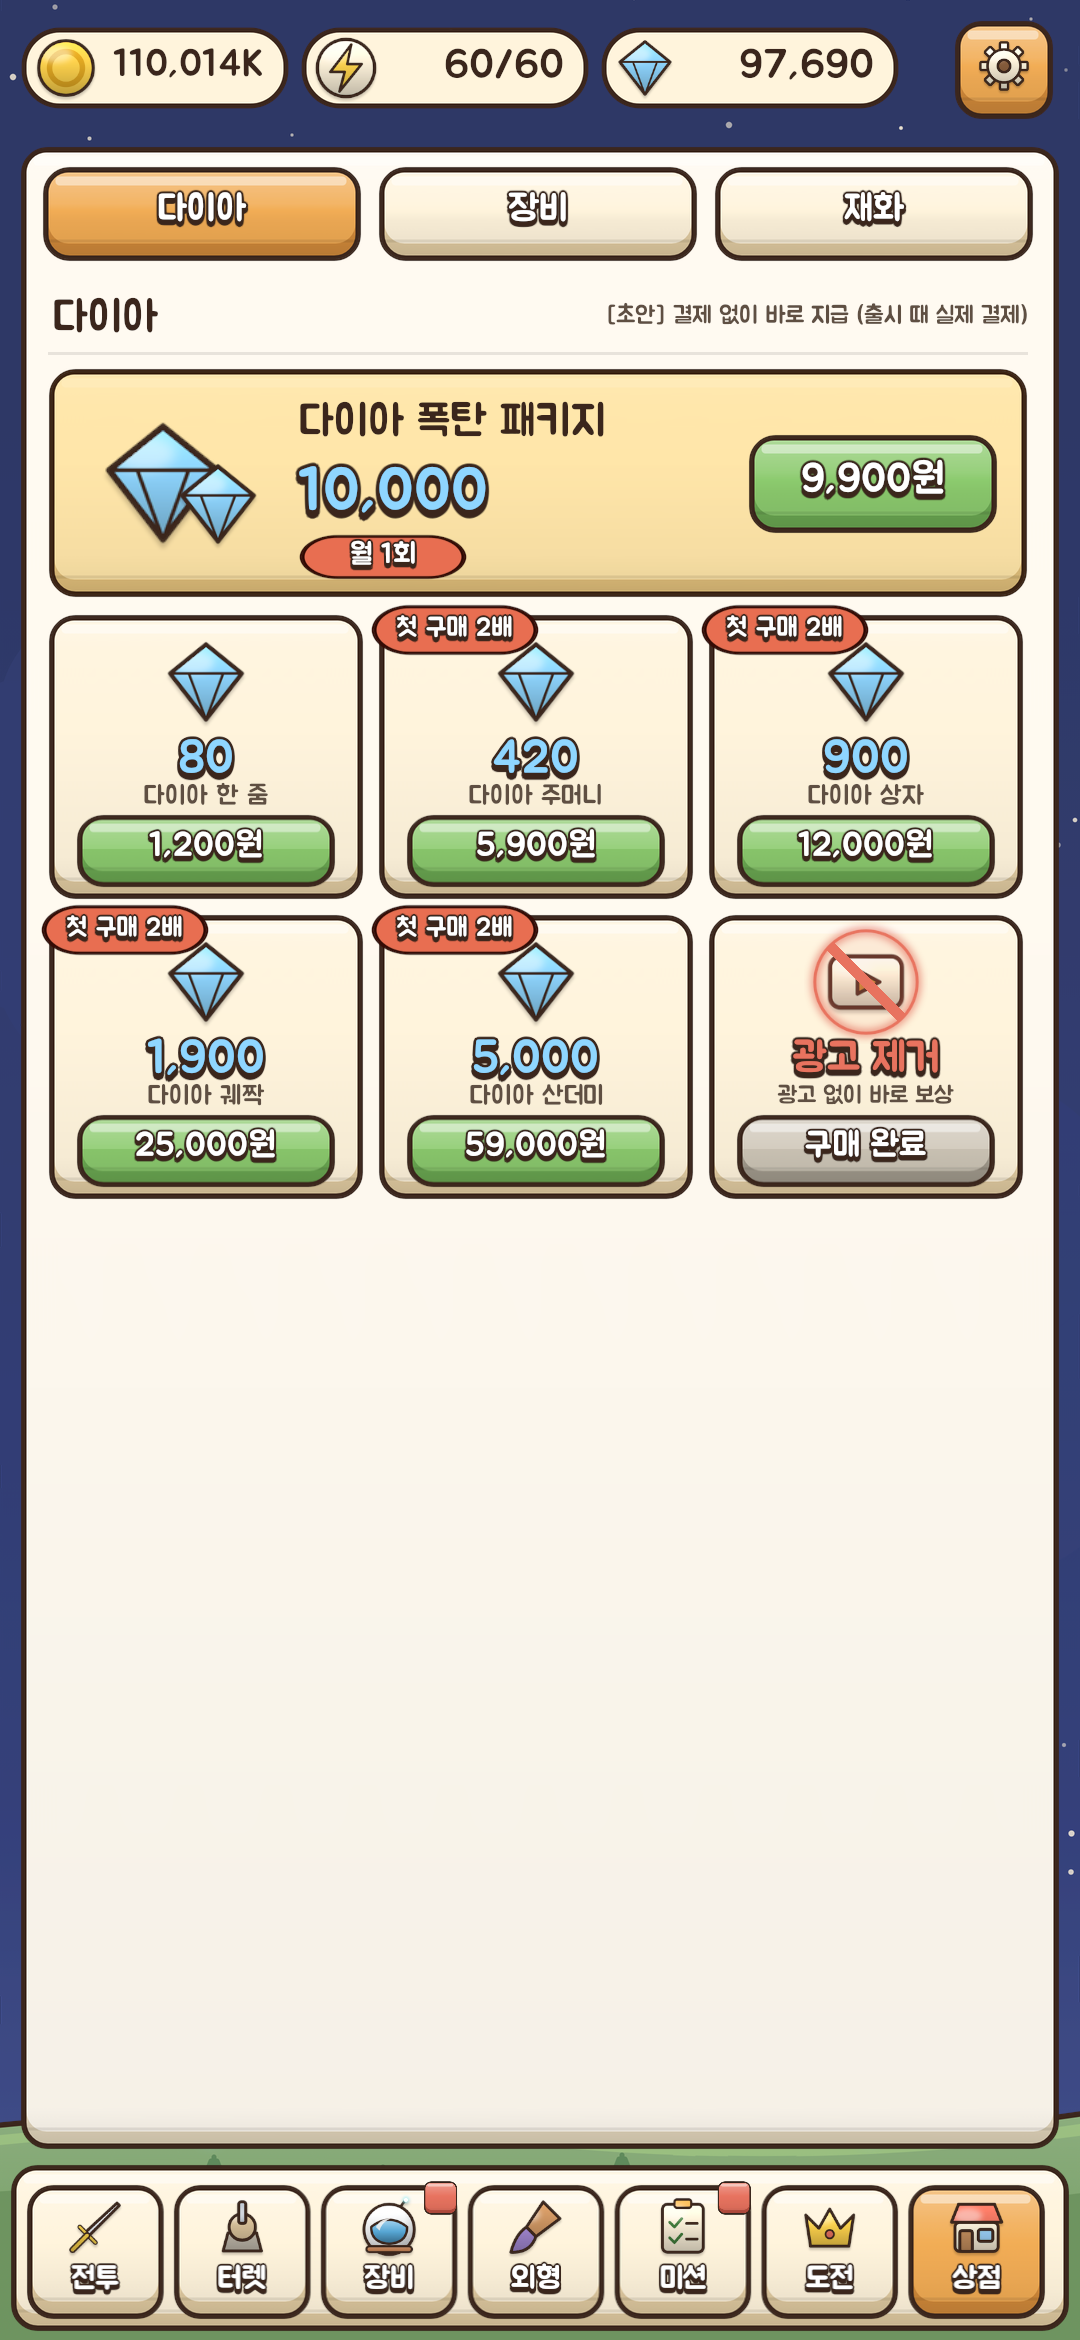 110,014K 60/60 97,690
다이아 장비 재화
다이아 [초안] 결제 없이 바로 지급 (출시 때 실제 결제)
다이아 폭탄 패키지
10,000
9,900원
월 1회
첫 구매 2배 첫 구매 2배
80 420 900
다이아 한 줌 다이아 주머니 다이아 상자
1,200원 5,900원 12,000원
첫 구매 2배 첫 구매 2배
1,900 5,000 광고 제거
다이아 궤짝 다이아 산더미 광고 없이 바로 보상
25,000원 59,000원 구매 완료
전투 터렛 장비 외형 미션 도전 상점